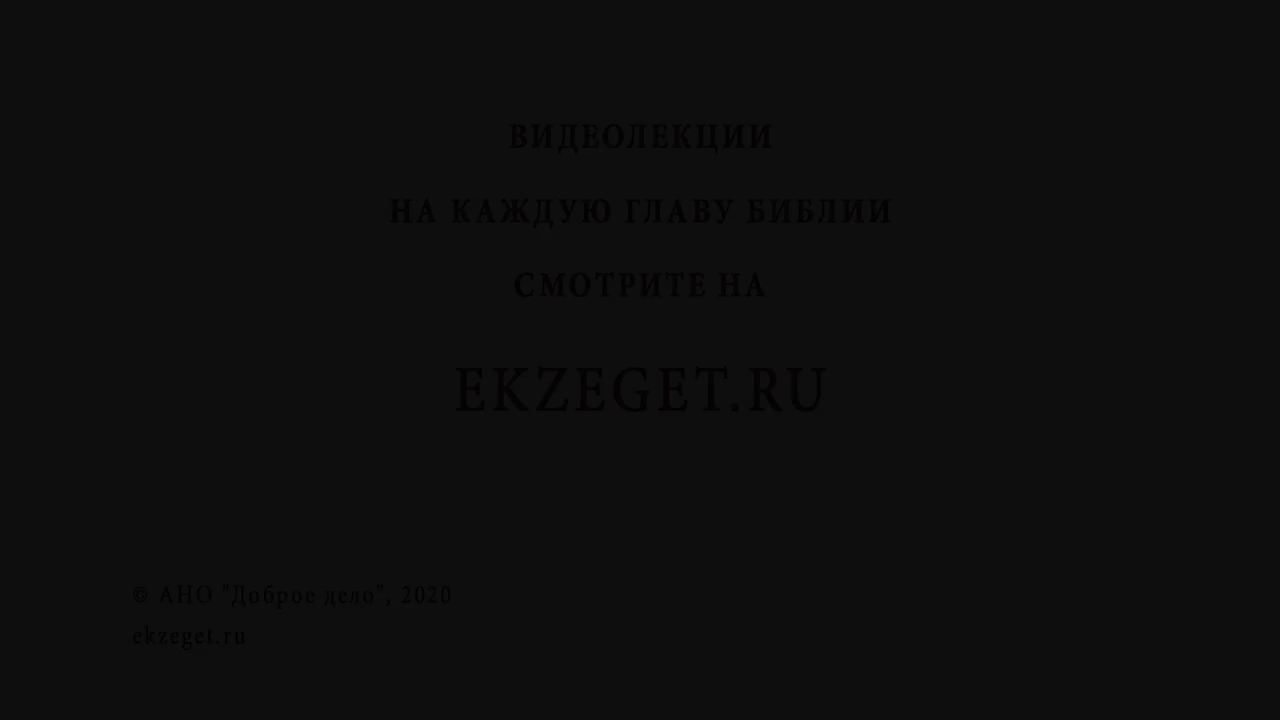 ВИДЕОЛЕКЦИИ
НА КАЖДУЮ ГЛАВУ БИБЛИИ
СМОТРИТЕ НА
EKZEGET.RU
© АНО "Доброе дело", 2020
ekzeget.ru